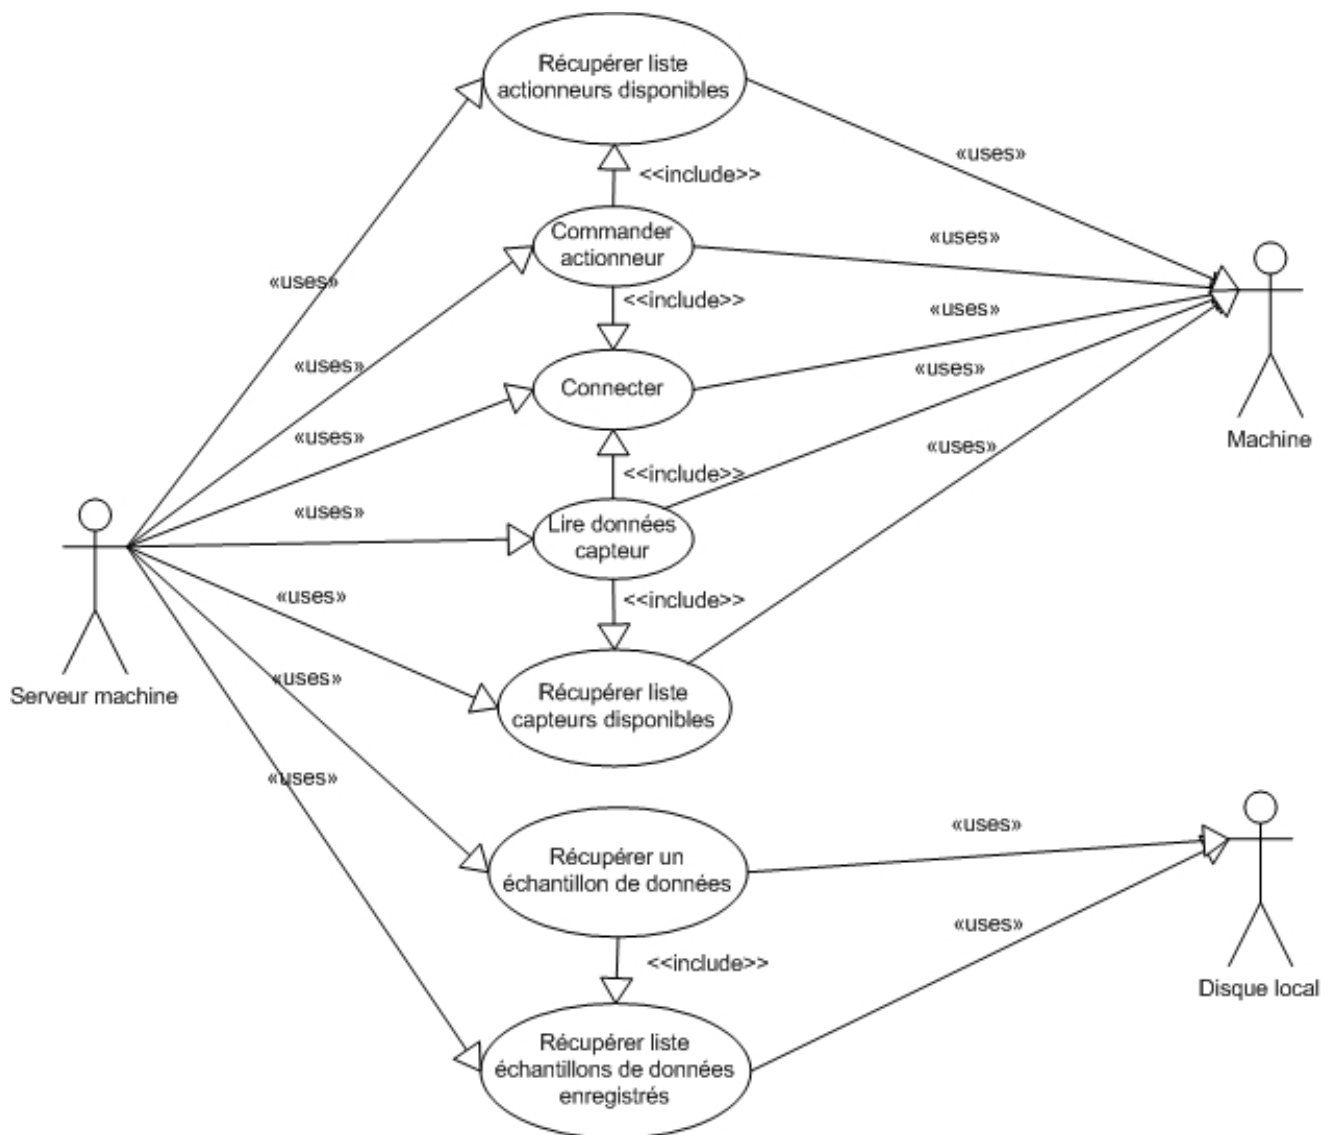 Récupérer liste
actionneurs disponibles
«uses»
<<include>>
Commander
actionneur
«uses»
«uses»
<<include>>
«uses»
«uses»
Connecter
«uses»
«uses»
Machine
«uses»
<<include>>
«uses»
Lire données
capteur
«uses»
<<include>>
Serveur machine
«uses»
Récupérer liste
capteurs disponibles
«uses»
«uses»
Récupérer un
échantillon de données
«uses»
<<include>>
Disque local
Récupérer liste
échantillons de données
enregistrés